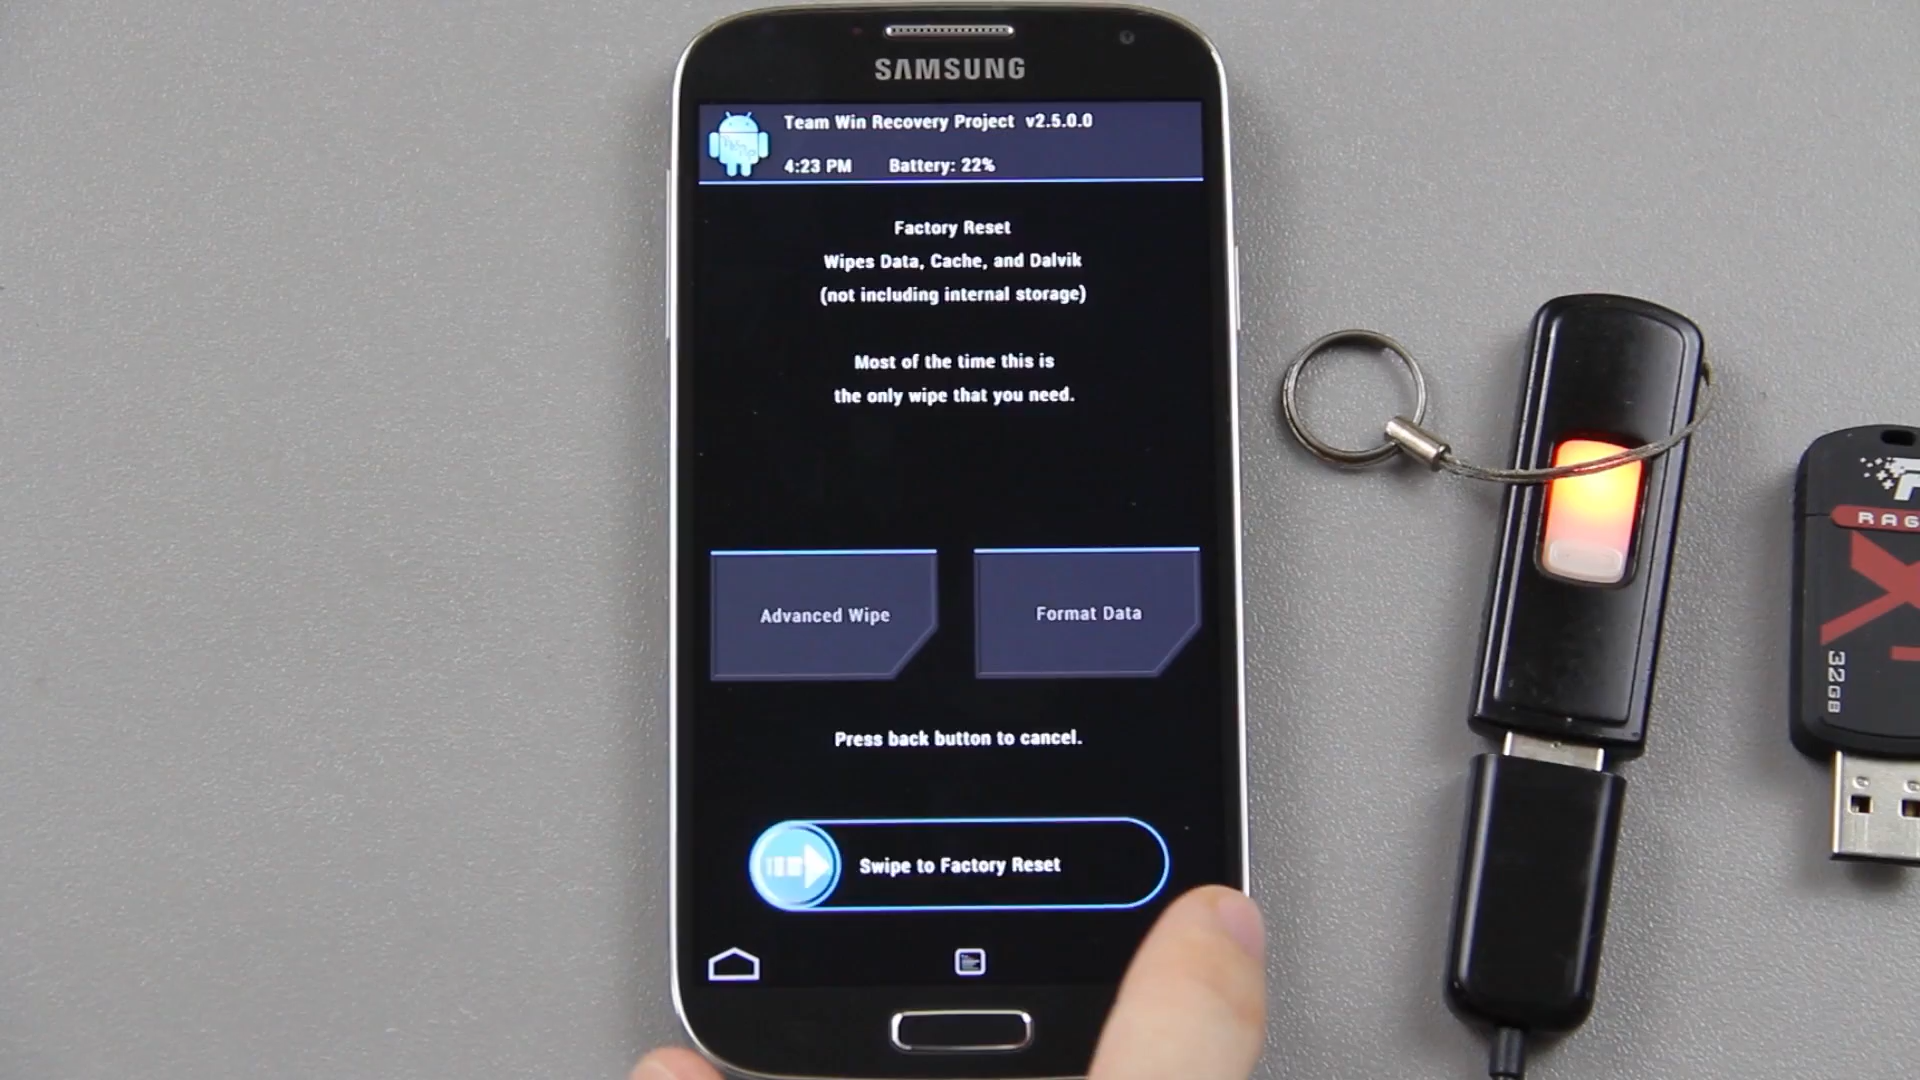 SAMSUNG
Team Win Recovery Project v2.5.0.0
4:23 PM Battery: 22%
Factory Reset
Wipes Data, Cache, and Dalvik
(not including internal storage)
Most of the time this is
the only wipe that you need.
Advanced Wipe
Format Data
Press back button to cancel.
Swipe to Factory Reset
RAG
X
32GB